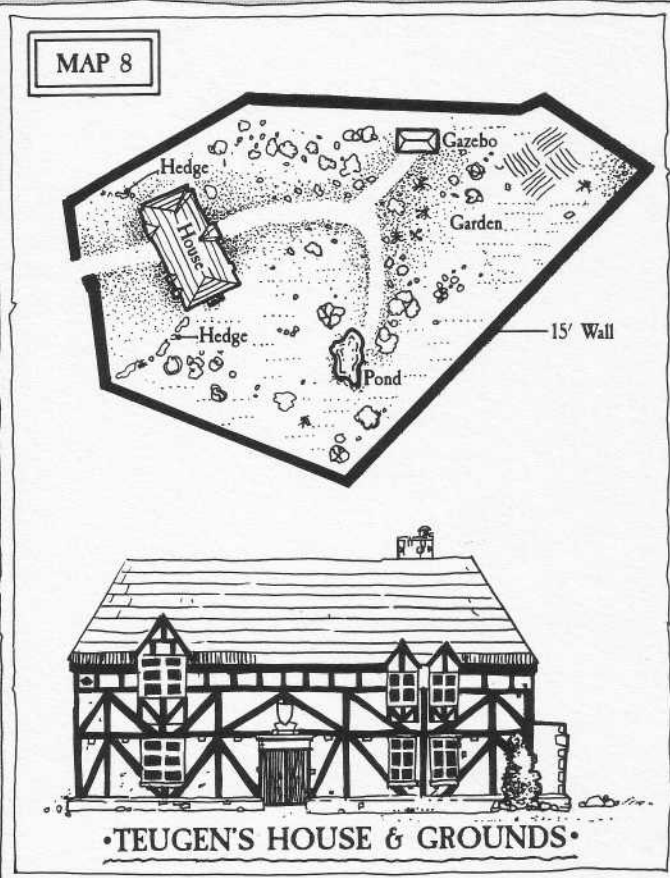 MAP 8
Gazebo
Hedge
House
Garden
Hedge
15' Wall
Pond
•TEUGEN'S HOUSE & GROUNDS•